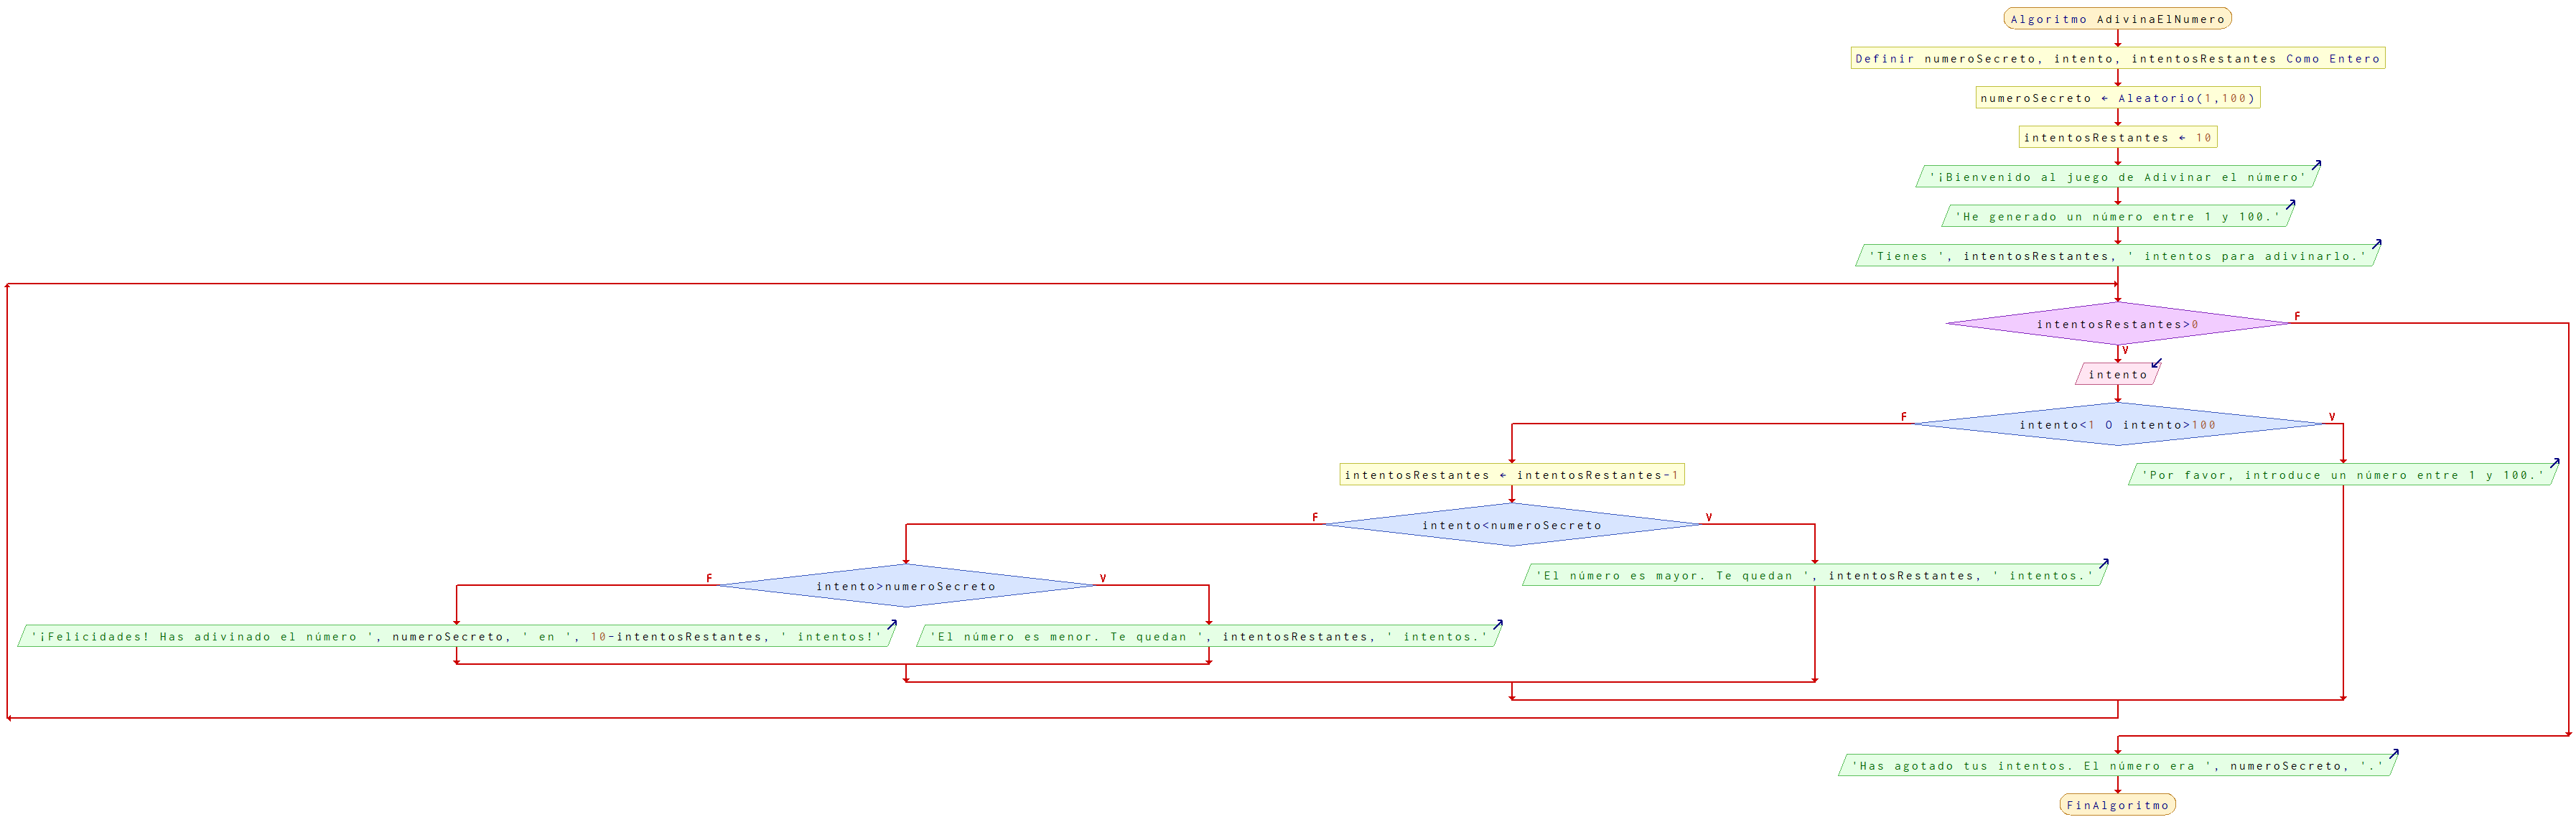 Algoritmo AdivinaElNumero
Definir numeroSecreto, intento, intentosRestantes Como Entero
numeroSecreto ← Aleatorio(1,100)
intentosRestantes ← 10
'¡Bienvenido al juego de Adivinar el número'
'He generado un número entre 1 y 100.'
'Tienes ', intentosRestantes, ' intentos para adivinarlo.'
intentosRestantes>0
F
V
intento
F
intento<1 O intento>100
V
intentosRestantes ← intentosRestantes-1
'Por favor, introduce un número entre 1 y 100.'
F
intento<numeroSecreto
V
F
intento>numeroSecreto
V
'El número es mayor. Te quedan ', intentosRestantes, ' intentos.'
'¡Felicidades! Has adivinado el número ', numeroSecreto, ' en ', 10-intentosRestantes, ' intentos!'
'El número es menor. Te quedan ', intentosRestantes, ' intentos.'
'Has agotado tus intentos. El número era ', numeroSecreto, '.'
FinAlgoritmo